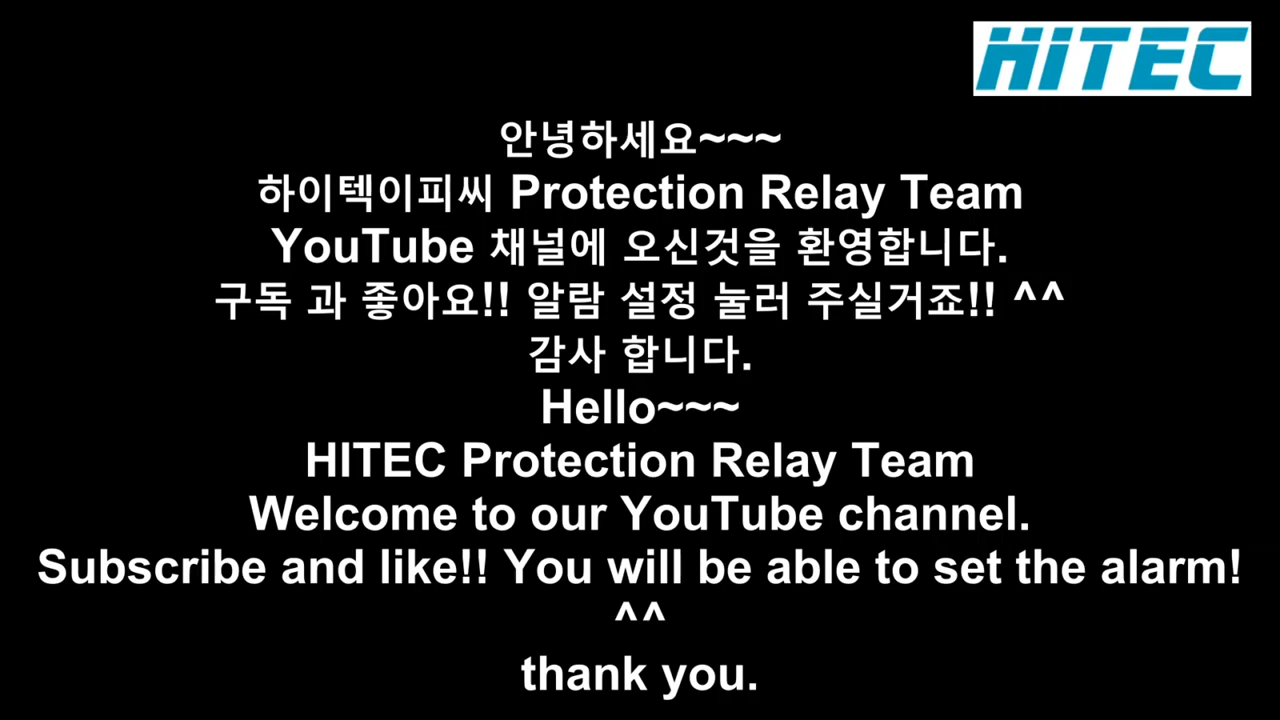 HITEC
안녕하세요~~~
하이텍이피씨 Protection Relay Team
YouTube 채널에 오신것을 환영합니다.
구독 과 좋아요!! 알람 설정 눌러 주실거죠!! ^^
감사 합니다.
Hello~~~
HITEC Protection Relay Team
Welcome to our YouTube channel.
Subscribe and like!! You will be able to set the alarm!
^^
thank you.